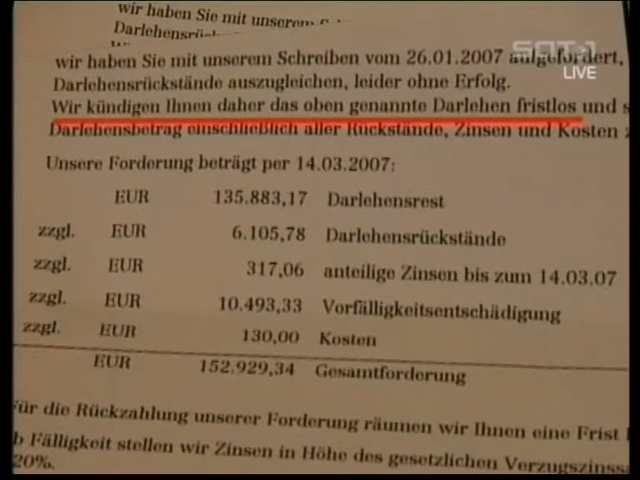 wir haben Sie mit unserem
Darlehensrück
wir haben Sie mit unserem Schreiben vom 26.01.2007 aufgefordert,
Darlehensrückstände auszugleichen, leider ohne Erfolg.
Wir kündigen Ihnen daher das oben genannte Darlehen fristlos und s
Darlehensbetrag einschließlich aller Rückstände, Zinsen und Kosten z
Unsere Forderung beträgt per 14.03.2007:
EUR 135.883,17 Darlehensrest
zzgl. EUR 6.105,78 Darlehensrückstände
zzgl. EUR 317,06 anteilige Zinsen bis zum 14.03.07
zzgl. EUR 10.493,33 Vorfälligkeitsentschädigung
zzgl. EUR 130,00 Kosten
EUR 152.929,34 Gesamtforderung
für die Rückzahlung unserer Forderung räumen wir Ihnen eine Frist
b Fälligkeit stellen wir Zinsen in Höhe des gesetzlichen Verzugszinssa
20%.
SAT.1
LIVE